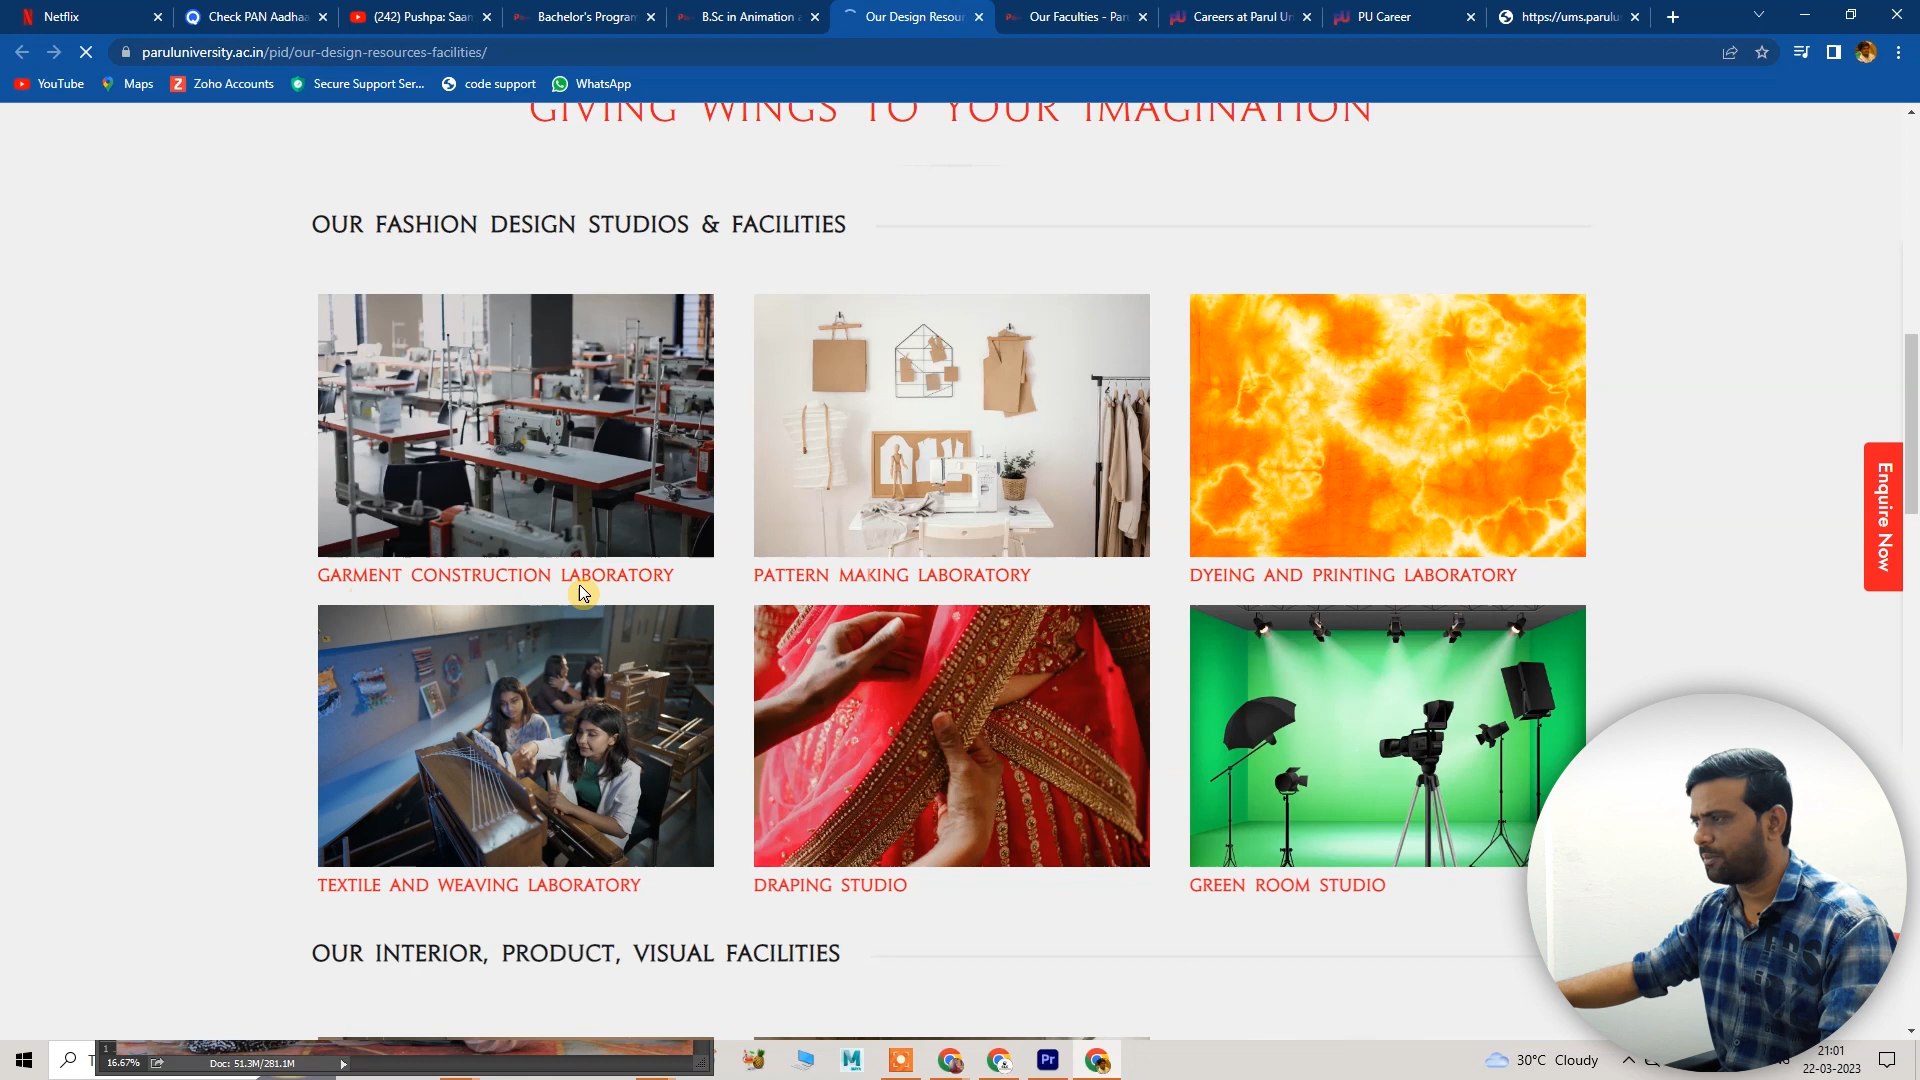 Netflix
Check PAN Aadhaa
(242) Pushpa: Saan
Bachelor's Program
B.Sc in Animation a
Our Design Resour
Our Faculties - Par
Careers at Parul Un
PU Career
https://ums.parulu
paruluniversity.ac.in/pid/our-design-resources-facilities/
YouTube
Maps
Zoho Accounts
Secure Support Ser...
code support
WhatsApp
GIVING WINGS TO YOUR IMAGINATION
OUR FASHION DESIGN STUDIOS & FACILITIES
GARMENT CONSTRUCTION LABORATORY
PATTERN MAKING LABORATORY
DYEING AND PRINTING LABORATORY
Enquire Now
TEXTILE AND WEAVING LABORATORY
DRAPING STUDIO
GREEN ROOM STUDIO
OUR INTERIOR, PRODUCT, VISUAL FACILITIES
16.67%
Doc: 51.3M/281.1M
30°C Cloudy
21:01
22-03-2023